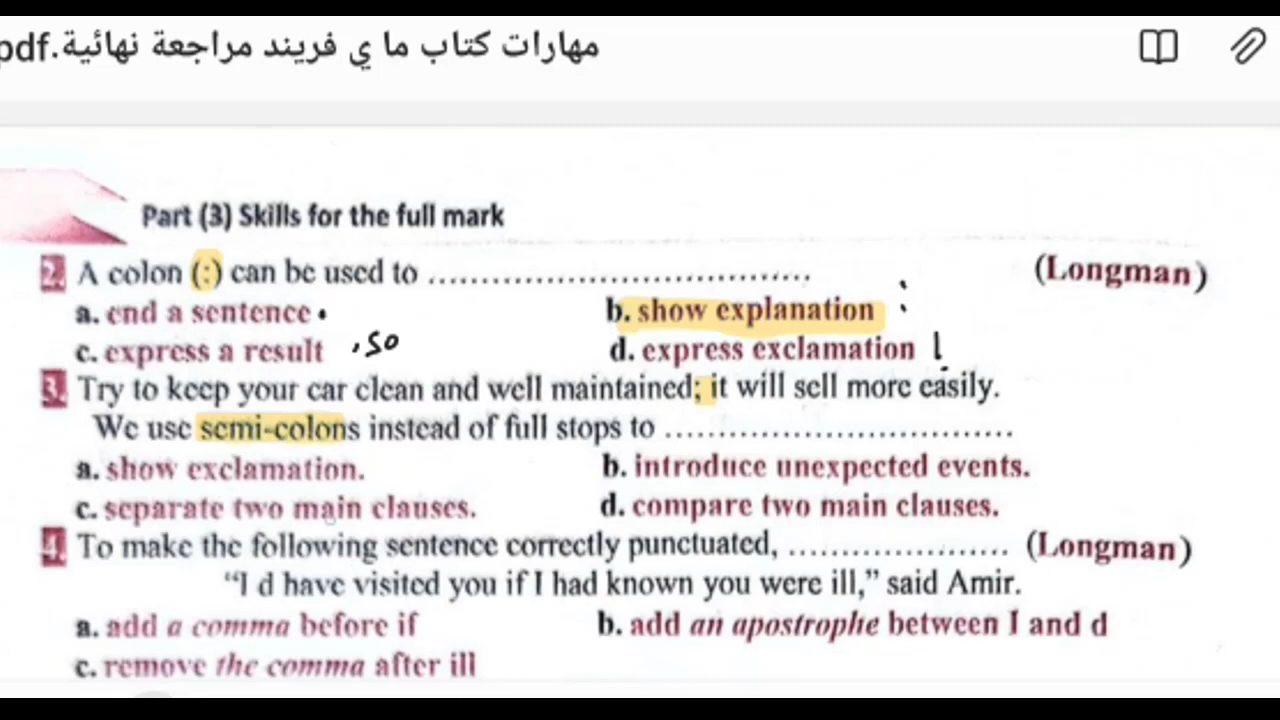 مهارات كتاب ما ي فريند مراجعة نهائية.pdf
Part (3) Skills for the full mark
2. A colon (:) can be used to ...................................... (Longman)
a. end a sentence .
b. show explanation :
c. express a result , so
d. express exclamation !
3. Try to keep your car clean and well maintained; it will sell more easily.
We use semi-colons instead of full stops to ...................................
a. show exclamation.
b. introduce unexpected events.
c. separate two main clauses.
d. compare two main clauses.
4. To make the following sentence correctly punctuated, ...................... (Longman)
“I d have visited you if I had known you were ill,” said Amir.
a. add a comma before if
b. add an apostrophe between I and d
c. remove the comma after ill